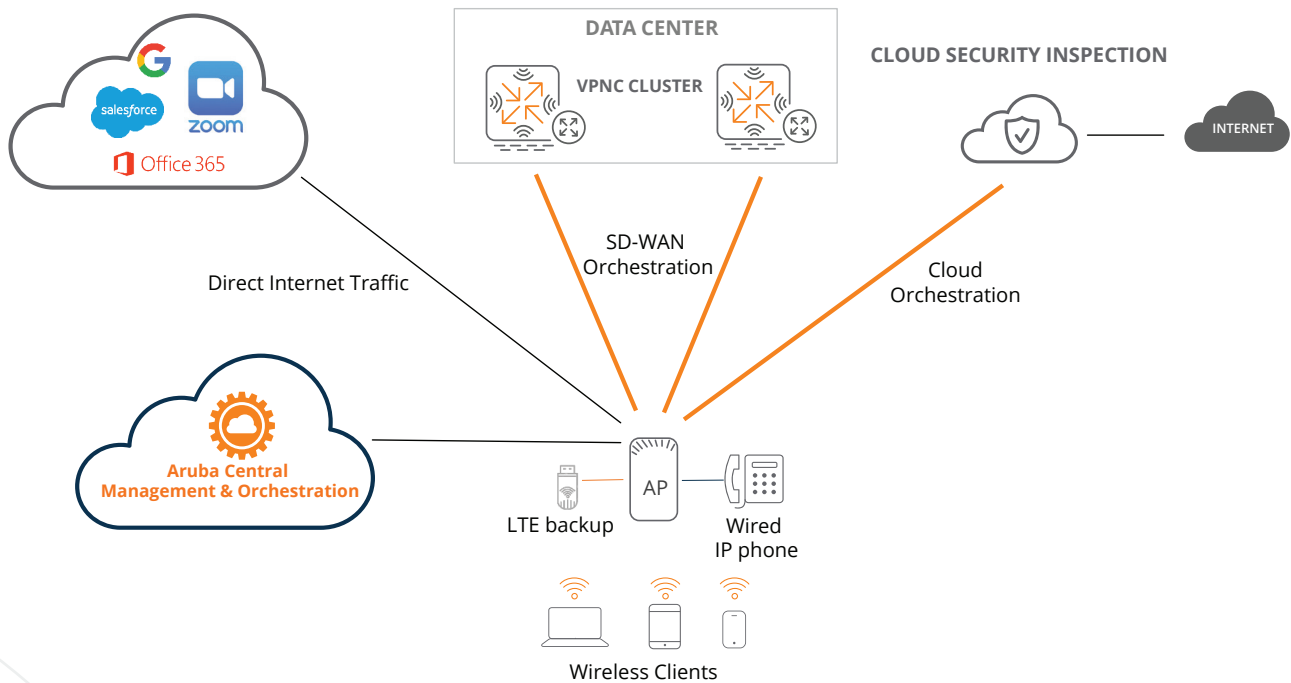 DATA CENTER
VPNC CLUSTER
CLOUD SECURITY INSPECTION
INTERNET
G
salesforce
zoom
Office 365
Direct Internet Traffic
SD-WAN
Orchestration
Cloud
Orchestration
Aruba Central
Management & Orchestration
AP
LTE backup
Wired
IP phone
Wireless Clients